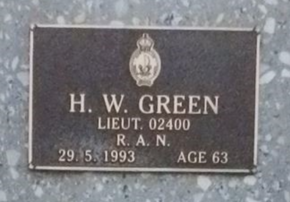 H. W. GREEN
LIEUT. 02400
R. A. N.
29. 5. 1993 AGE 63